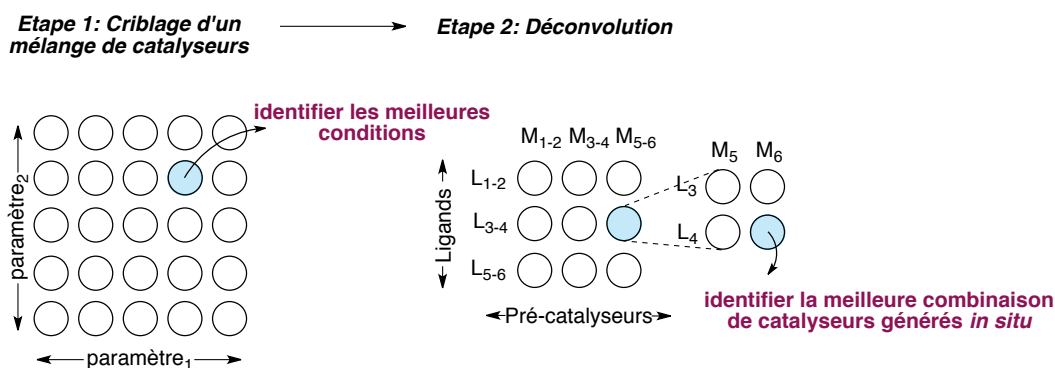 Etape 1: Criblage d'un
mélange de catalyseurs
Etape 2: Déconvolution
identifier les meilleures
conditions
paramètre2
paramètre1
M1-2 M3-4 M5-6
L1-2
L3-4
L5-6
Ligands
Pré-catalyseurs
M5 M6
L3
L4
identifier la meilleure combinaison
de catalyseurs générés in situ